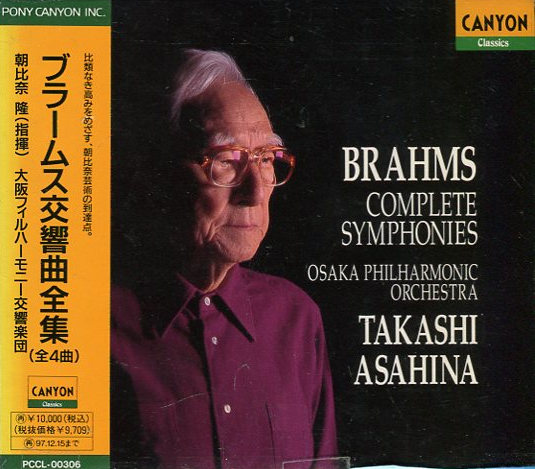 PONY CANYON INC.
比類なき高みをめざす、朝比奈芸術の到達点。
ブラームス交響曲全集
(全4曲)
朝比奈 隆(指揮) 大阪フィルハーモニー交響楽団
CANYON
Classics
再¥10,000(税込)
(税抜価格¥9,709)
再97.12.15まで
PCCL-00306
CANYON
Classics
BRAHMS
COMPLETE
SYMPHONIES
OSAKA PHILHARMONIC
ORCHESTRA
TAKASHI
ASAHINA